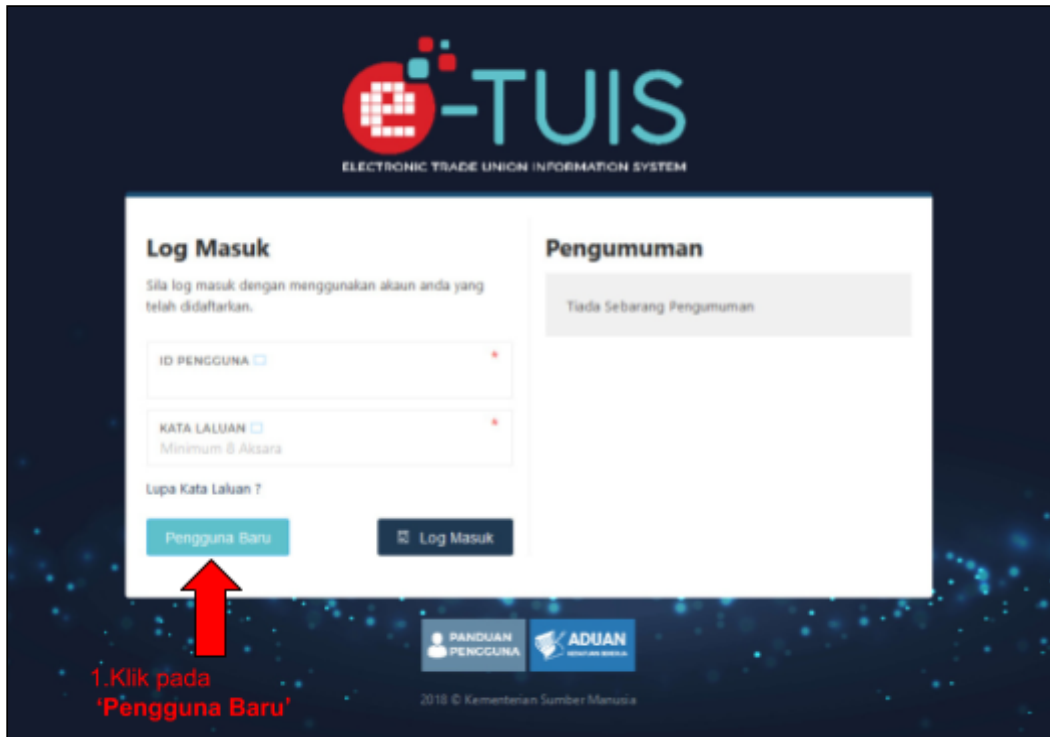 e-TUIS
ELECTRONIC TRADE UNION INFORMATION SYSTEM
Log Masuk
Sila log masuk dengan menggunakan akaun anda yang
telah didaftarkan.
ID PENGGUNA *
KATA LALUAN *
Minimum 8 Aksara
Lupa Kata Laluan ?
Pengguna Baru
Log Masuk
Pengumuman
Tiada Sebarang Pengumuman
PANDUAN
PENGGUNA
ADUAN
2018 © Kementerian Sumber Manusia
1.Klik pada
‘Pengguna Baru’